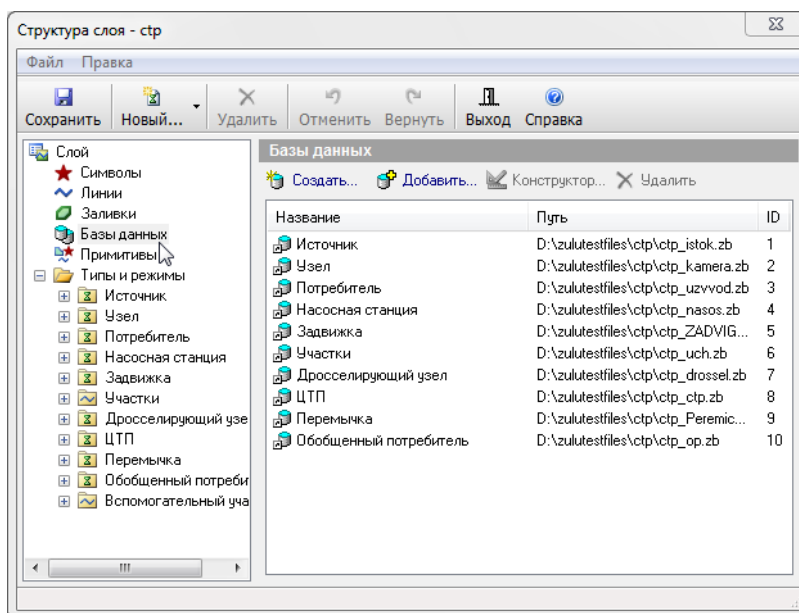 Структура слоя - ctp
Файл Правка
Сохранить Новый... Удалить Отменить Вернуть Выход Справка
Слой
Символы
Линии
Заливки
Базы данных
Примитивы
Типы и режимы
Источник
Узел
Потребитель
Насосная станция
Задвижка
Участки
Дросселирующий узе
ЦТП
Перемычка
Обобщенный потреби
Вспомогательный уча
Базы данных
Создать... Добавить... Конструктор... Удалить
Название Путь ID
Источник D:\zulutestfiles\ctp\ctp_istok.zb 1
Узел D:\zulutestfiles\ctp\ctp_kamera.zb 2
Потребитель D:\zulutestfiles\ctp\ctp_uzvvod.zb 3
Насосная станция D:\zulutestfiles\ctp\ctp_nasos.zb 4
Задвижка D:\zulutestfiles\ctp\ctp_ZADVIG... 5
Участки D:\zulutestfiles\ctp\ctp_uch.zb 6
Дросселирующий узел D:\zulutestfiles\ctp\ctp_drossel.zb 7
ЦТП D:\zulutestfiles\ctp\ctp_ctp.zb 8
Перемычка D:\zulutestfiles\ctp\ctp_Peremic... 9
Обобщенный потребитель D:\zulutestfiles\ctp\ctp_op.zb 10